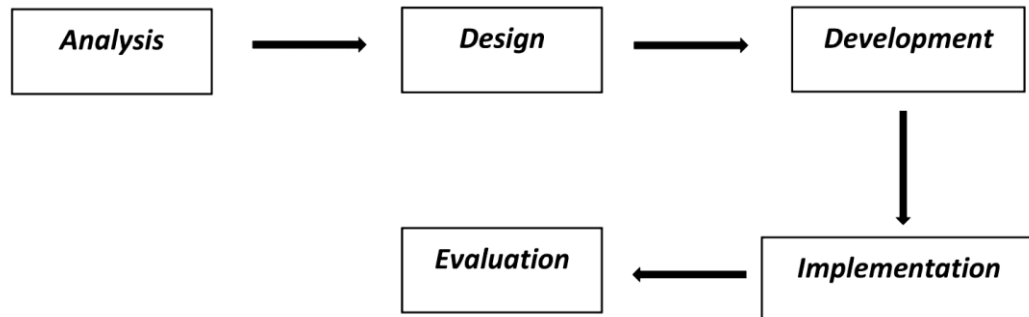 Analysis
Design
Development
Implementation
Evaluation